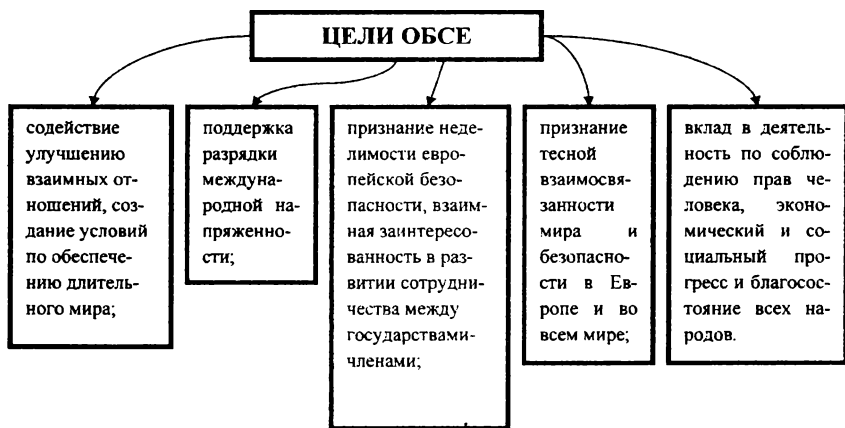 ЦЕЛИ ОБСЕ
содействие
улучшению
взаимных от-
ношений, соз-
дание условий
по обеспече-
нию длитель-
ного мира;
поддержка
разрядки
междуна-
родной на-
пряженно-
сти;
признание неде-
лимости евро-
пейской безо-
пасности, взаим-
ная заинтересо-
ванность в раз-
витии сотрудни-
чества между
государствами-
членами;
признание
тесной
взаимосвя-
занности
мира и
безопасно-
сти в Ев-
ропе и во
всем мире;
вклад в деятель-
ность по соблю-
дению прав че-
ловека, эконо-
мический и со-
циальный про-
гресс и благосос-
тояние всех на-
родов.